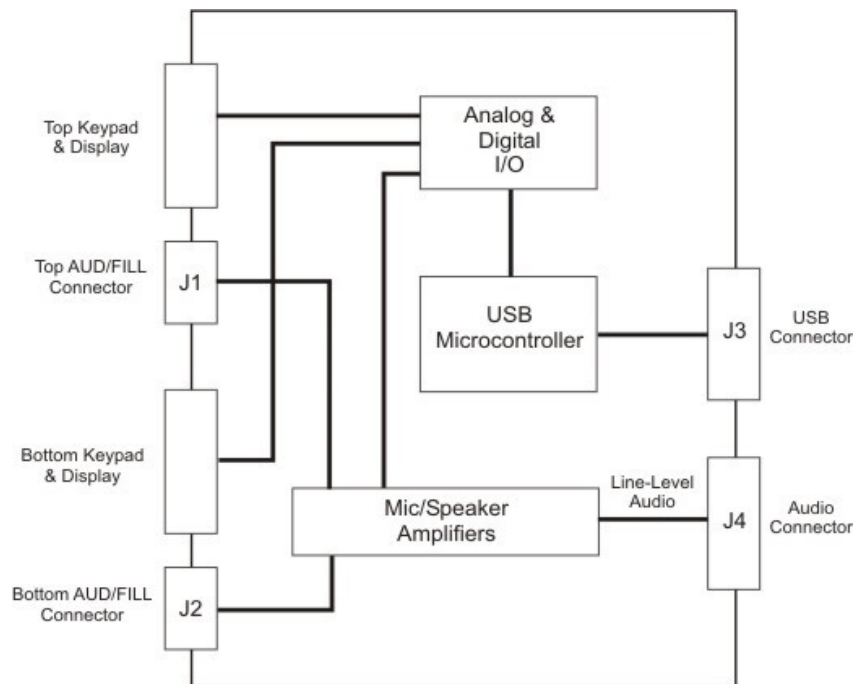 Top Keypad
& Display
Analog &
Digital
I/O
Top AUD/FILL
Connector
J1
USB
Microcontroller
J3
USB
Connector
Bottom Keypad
& Display
Mic/Speaker
Amplifiers
Line-Level
Audio
J4
Audio
Connector
Bottom AUD/FILL
Connector
J2